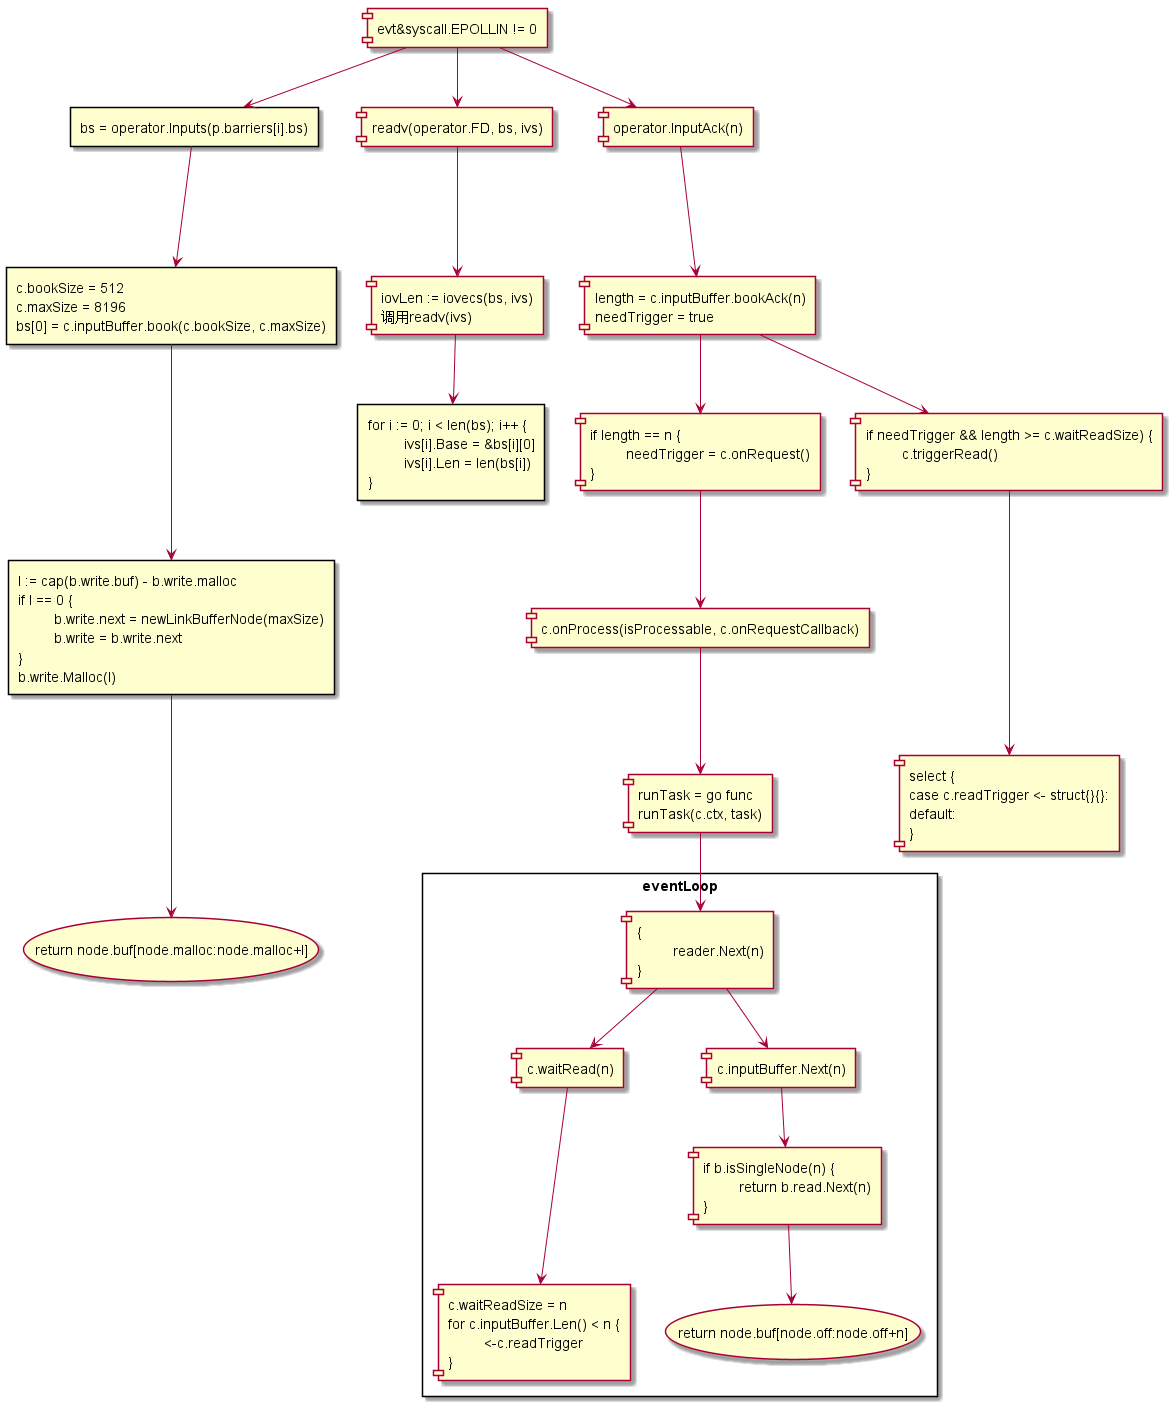 evt&syscall.EPOLLIN != 0
bs = operator.Inputs(p.barriers[i].bs)
readv(operator.FD, bs, ivs)
operator.InputAck(n)
c.bookSize = 512
c.maxSize = 8196
bs[0] = c.inputBuffer.book(c.bookSize, c.maxSize)
iovLen := iovecs(bs, ivs)
调用readv(ivs)
length = c.inputBuffer.bookAck(n)
needTrigger = true
for i := 0; i < len(bs); i++ {
ivs[i].Base = &bs[i][0]
ivs[i].Len = len(bs[i])
}
if length == n {
needTrigger = c.onRequest()
}
if needTrigger && length >= c.waitReadSize) {
c.triggerRead()
}
l := cap(b.write.buf) - b.write.malloc
if l == 0 {
b.write.next = newLinkBufferNode(maxSize)
b.write = b.write.next
}
b.write.Malloc(l)
c.onProcess(isProcessable, c.onRequestCallback)
runTask = go func
runTask(c.ctx, task)
select {
case c.readTrigger <- struct{}{}:
default:
}
eventLoop
{
reader.Next(n)
}
return node.buf[node.malloc:node.malloc+l]
c.waitRead(n)
c.inputBuffer.Next(n)
if b.isSingleNode(n) {
return b.read.Next(n)
}
c.waitReadSize = n
for c.inputBuffer.Len() < n {
<-c.readTrigger
}
return node.buf[node.off:node.off+n]